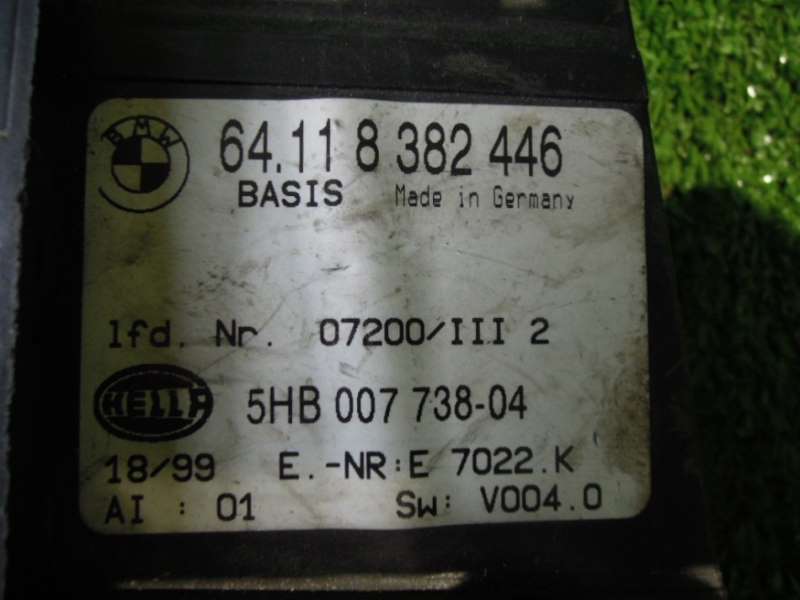 BMW
64.11 8 382 446
BASIS Made in Germany
lfd. Nr. 07200/III 2
HELLA 5HB 007 738-04
18/99 E.-NR:E 7022.K
AI : 01 SW: V004.0